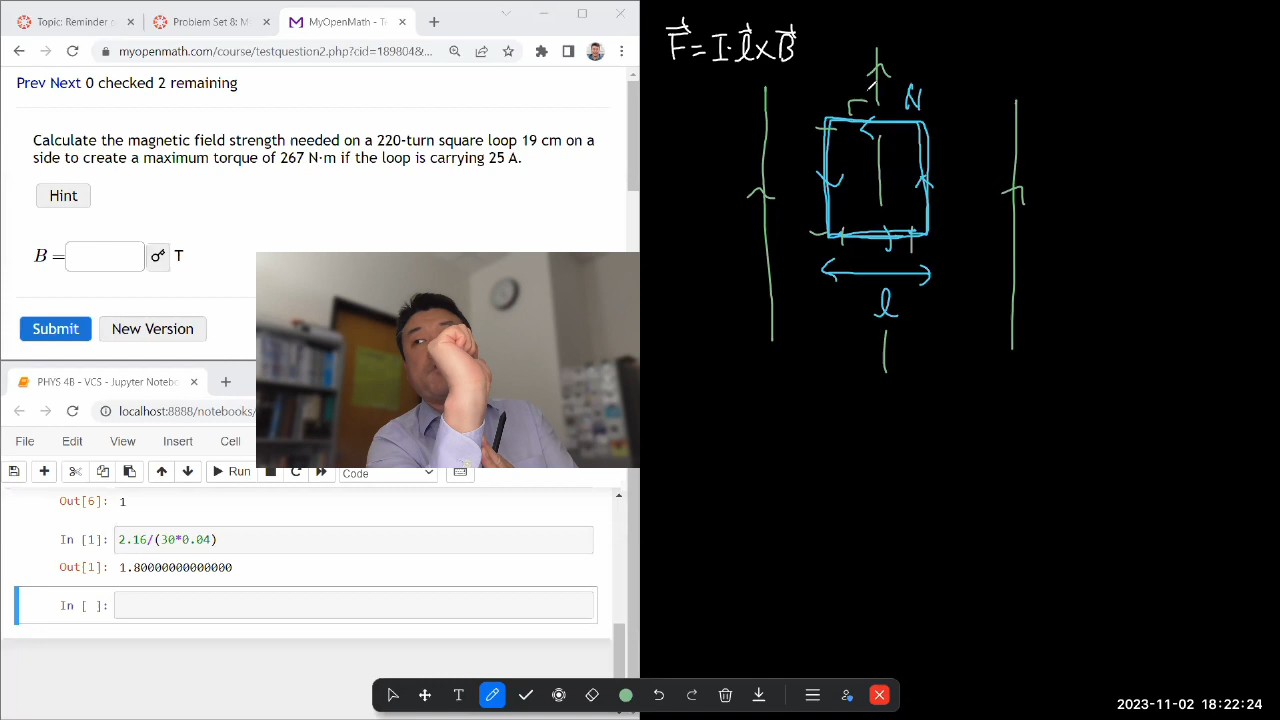 Topic: Reminder c
Problem Set 8: M
MyOpenMath - Te
myopenmath.com/course/testquestion2.php?cid=189804&...
Prev Next 0 checked 2 remaining
Calculate the magnetic field strength needed on a 220-turn square loop 19 cm on a
side to create a maximum torque of 267 N·m if the loop is carrying 25 A.
Hint
B = T
Submit New Version
PHYS 4B - VCS - Jupyter Notebo
localhost:8888/notebooks/
File Edit View Insert Cell
Run Code
Out[6]: 1
In [1]: 2.16/(30*0.04)
Out[1]: 1.80000000000000
In [ ]:
F⃗ = I·l⃗ × B⃗
N
l
T
2023-11-02 18:22:24